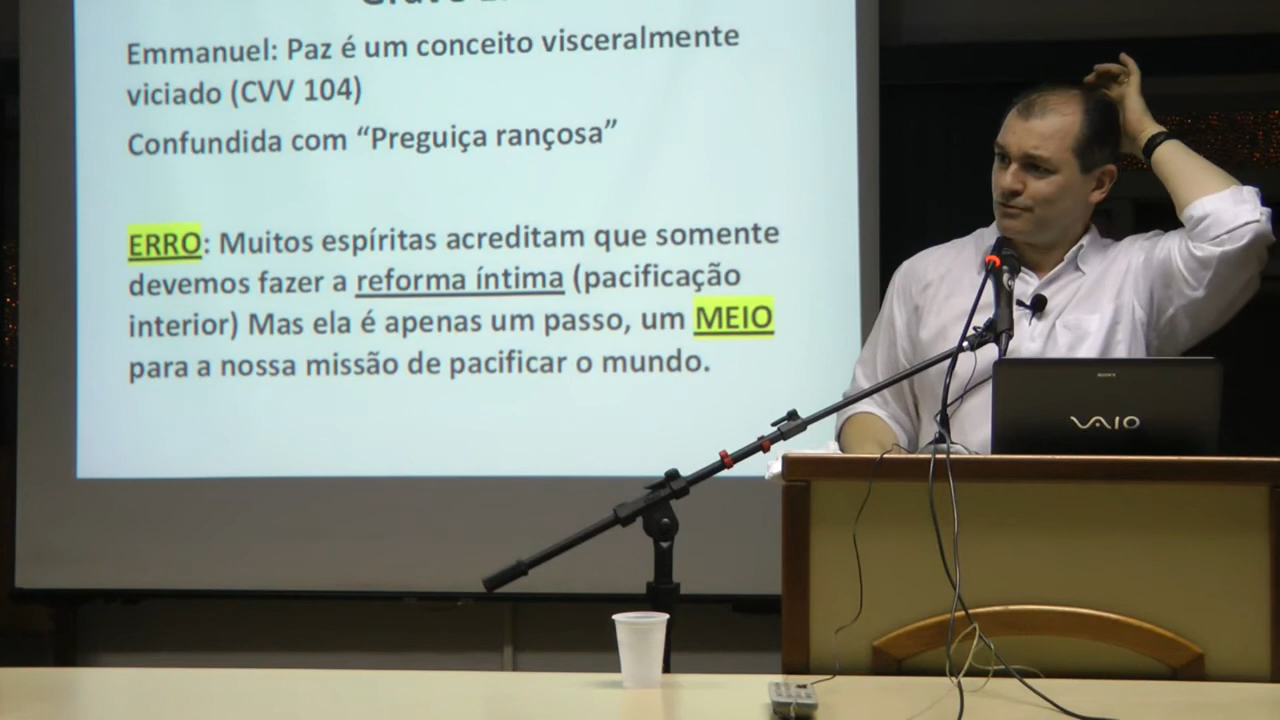 Emmanuel: Paz é um conceito visceralmente
viciado (CVV 104)
Confundida com “Preguiça rançosa”
ERRO: Muitos espíritas acreditam que somente
devemos fazer a reforma íntima (pacificação
interior) Mas ela é apenas um passo, um MEIO
para a nossa missão de pacificar o mundo.
SONY
VAIO